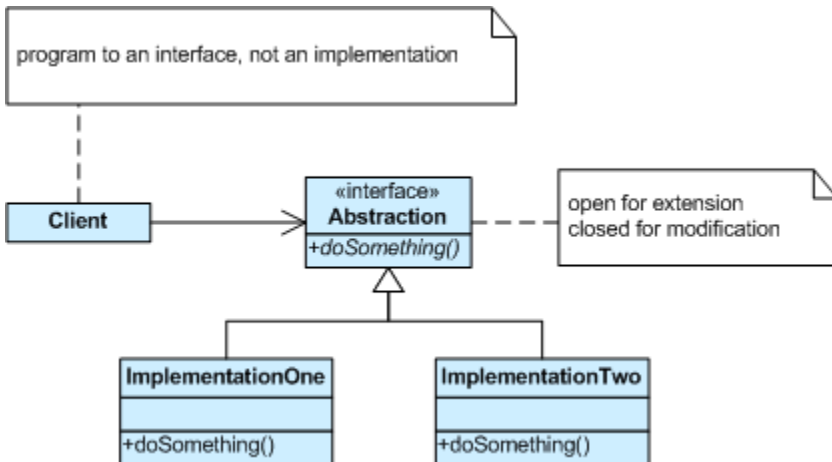 program to an interface, not an implementation
«interface»
Abstraction
+doSomething()
Client
open for extension
closed for modification
ImplementationOne
+doSomething()
ImplementationTwo
+doSomething()